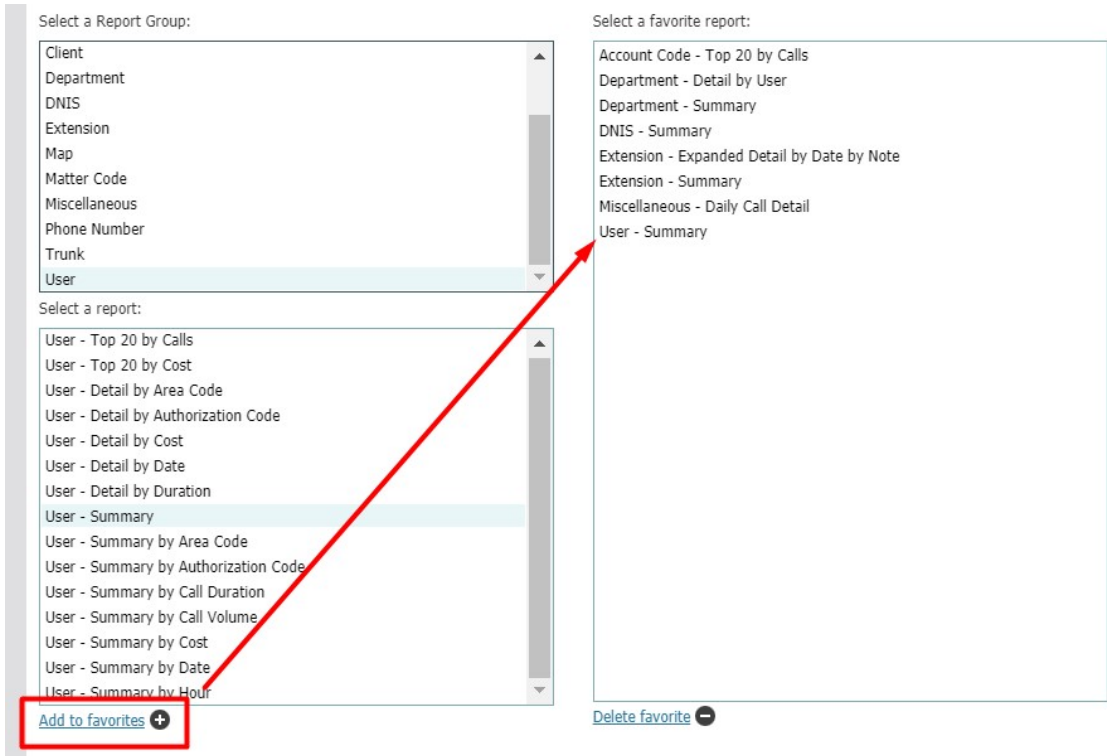 Select a Report Group:
Client
Department
DNIS
Extension
Map
Matter Code
Miscellaneous
Phone Number
Trunk
User
Select a report:
User - Top 20 by Calls
User - Top 20 by Cost
User - Detail by Area Code
User - Detail by Authorization Code
User - Detail by Cost
User - Detail by Date
User - Detail by Duration
User - Summary
User - Summary by Area Code
User - Summary by Authorization Code
User - Summary by Call Duration
User - Summary by Call Volume
User - Summary by Cost
User - Summary by Date
User - Summary by Hour
Add to favorites
Select a favorite report:
Account Code - Top 20 by Calls
Department - Detail by User
Department - Summary
DNIS - Summary
Extension - Expanded Detail by Date by Note
Extension - Summary
Miscellaneous - Daily Call Detail
User - Summary
Delete favorite